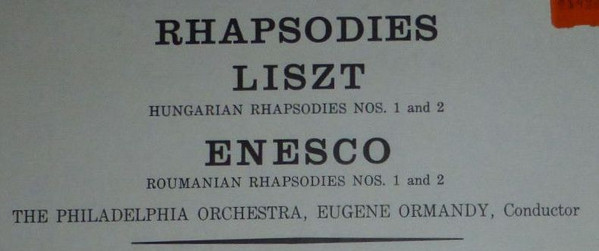 RHAPSODIES
LISZT
HUNGARIAN RHAPSODIES NOS. 1 and 2
ENESCO
ROUMANIAN RHAPSODIES NOS. 1 and 2
THE PHILADELPHIA ORCHESTRA, EUGENE ORMANDY, Conductor